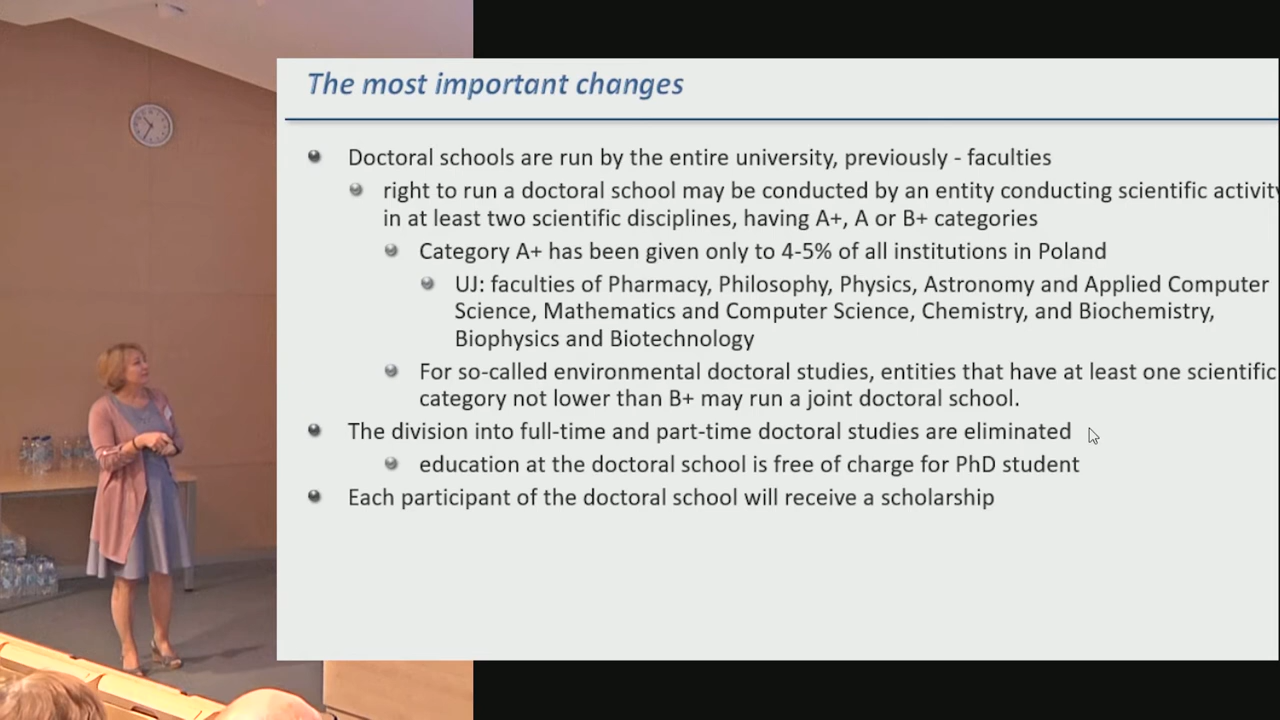 The most important changes
Doctoral schools are run by the entire university, previously - faculties
right to run a doctoral school may be conducted by an entity conducting scientific activity
in at least two scientific disciplines, having A+, A or B+ categories
Category A+ has been given only to 4-5% of all institutions in Poland
UJ: faculties of Pharmacy, Philosophy, Physics, Astronomy and Applied Computer
Science, Mathematics and Computer Science, Chemistry, and Biochemistry,
Biophysics and Biotechnology
For so-called environmental doctoral studies, entities that have at least one scientific
category not lower than B+ may run a joint doctoral school.
The division into full-time and part-time doctoral studies are eliminated
education at the doctoral school is free of charge for PhD student
Each participant of the doctoral school will receive a scholarship